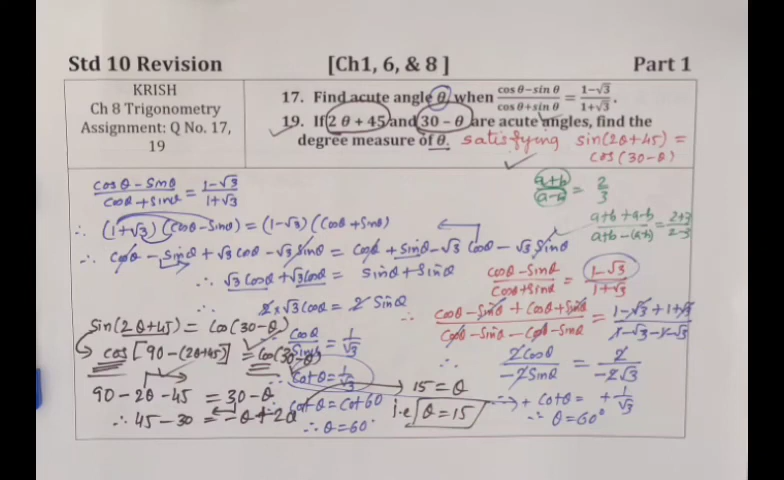 Std 10 Revision [Ch1, 6, & 8 ] Part 1
KRISH
Ch 8 Trigonometry
Assignment: Q No. 17,
19
17. Find acute angle θ, when (cos θ−sin θ)/(cos θ+sin θ) = (1−√3)/(1+√3).
19. If 2 θ + 45 and 30 − θ are acute angles, find the
degree measure of θ. satisfying sin(2θ+45) =
cos(30-θ)
(cosθ - sinθ)/(cosθ + sinθ) = (1-√3)/(1+√3)
∴ (1+√3)(cosθ-sinθ) = (1-√3)(cosθ+sinθ)
∴ cosθ - sinθ + √3 cosθ - √3 sinθ = cosθ + sinθ - √3 cosθ - √3 sinθ
∴ √3 cosθ + √3 cosθ = sinθ + sinθ
∴ 2×√3 cosθ = 2 sinθ
∴ cosθ/sinθ = 1/√3
∴ cotθ = 1/√3
∴ cotθ = cot 60
∴ θ = 60°
(a+b)/(a-b) = 2/3
(a+b + a-b)/(a+b-(a-b)) = (2+3)/(2-3)
(cosθ-sinθ)/(cosθ+sinθ) = (1-√3)/(1+√3)
∴ (cosθ - sinθ + cosθ + sinθ)/(cosθ - sinθ - cosθ - sinθ) = (1-√3 + 1+√3)/(1-√3-1-√3)
∴ 2cosθ/-2sinθ = 2/-2√3
∴ + cotθ = + 1/√3
∴ θ = 60°
sin(2θ+45) = cos(30-θ)
cos[90-(2θ+45)] = cos(30-θ)
90-2θ-45 = 30-θ
∴ 45-30 = -θ+2θ
15 = θ
i.e θ = 15